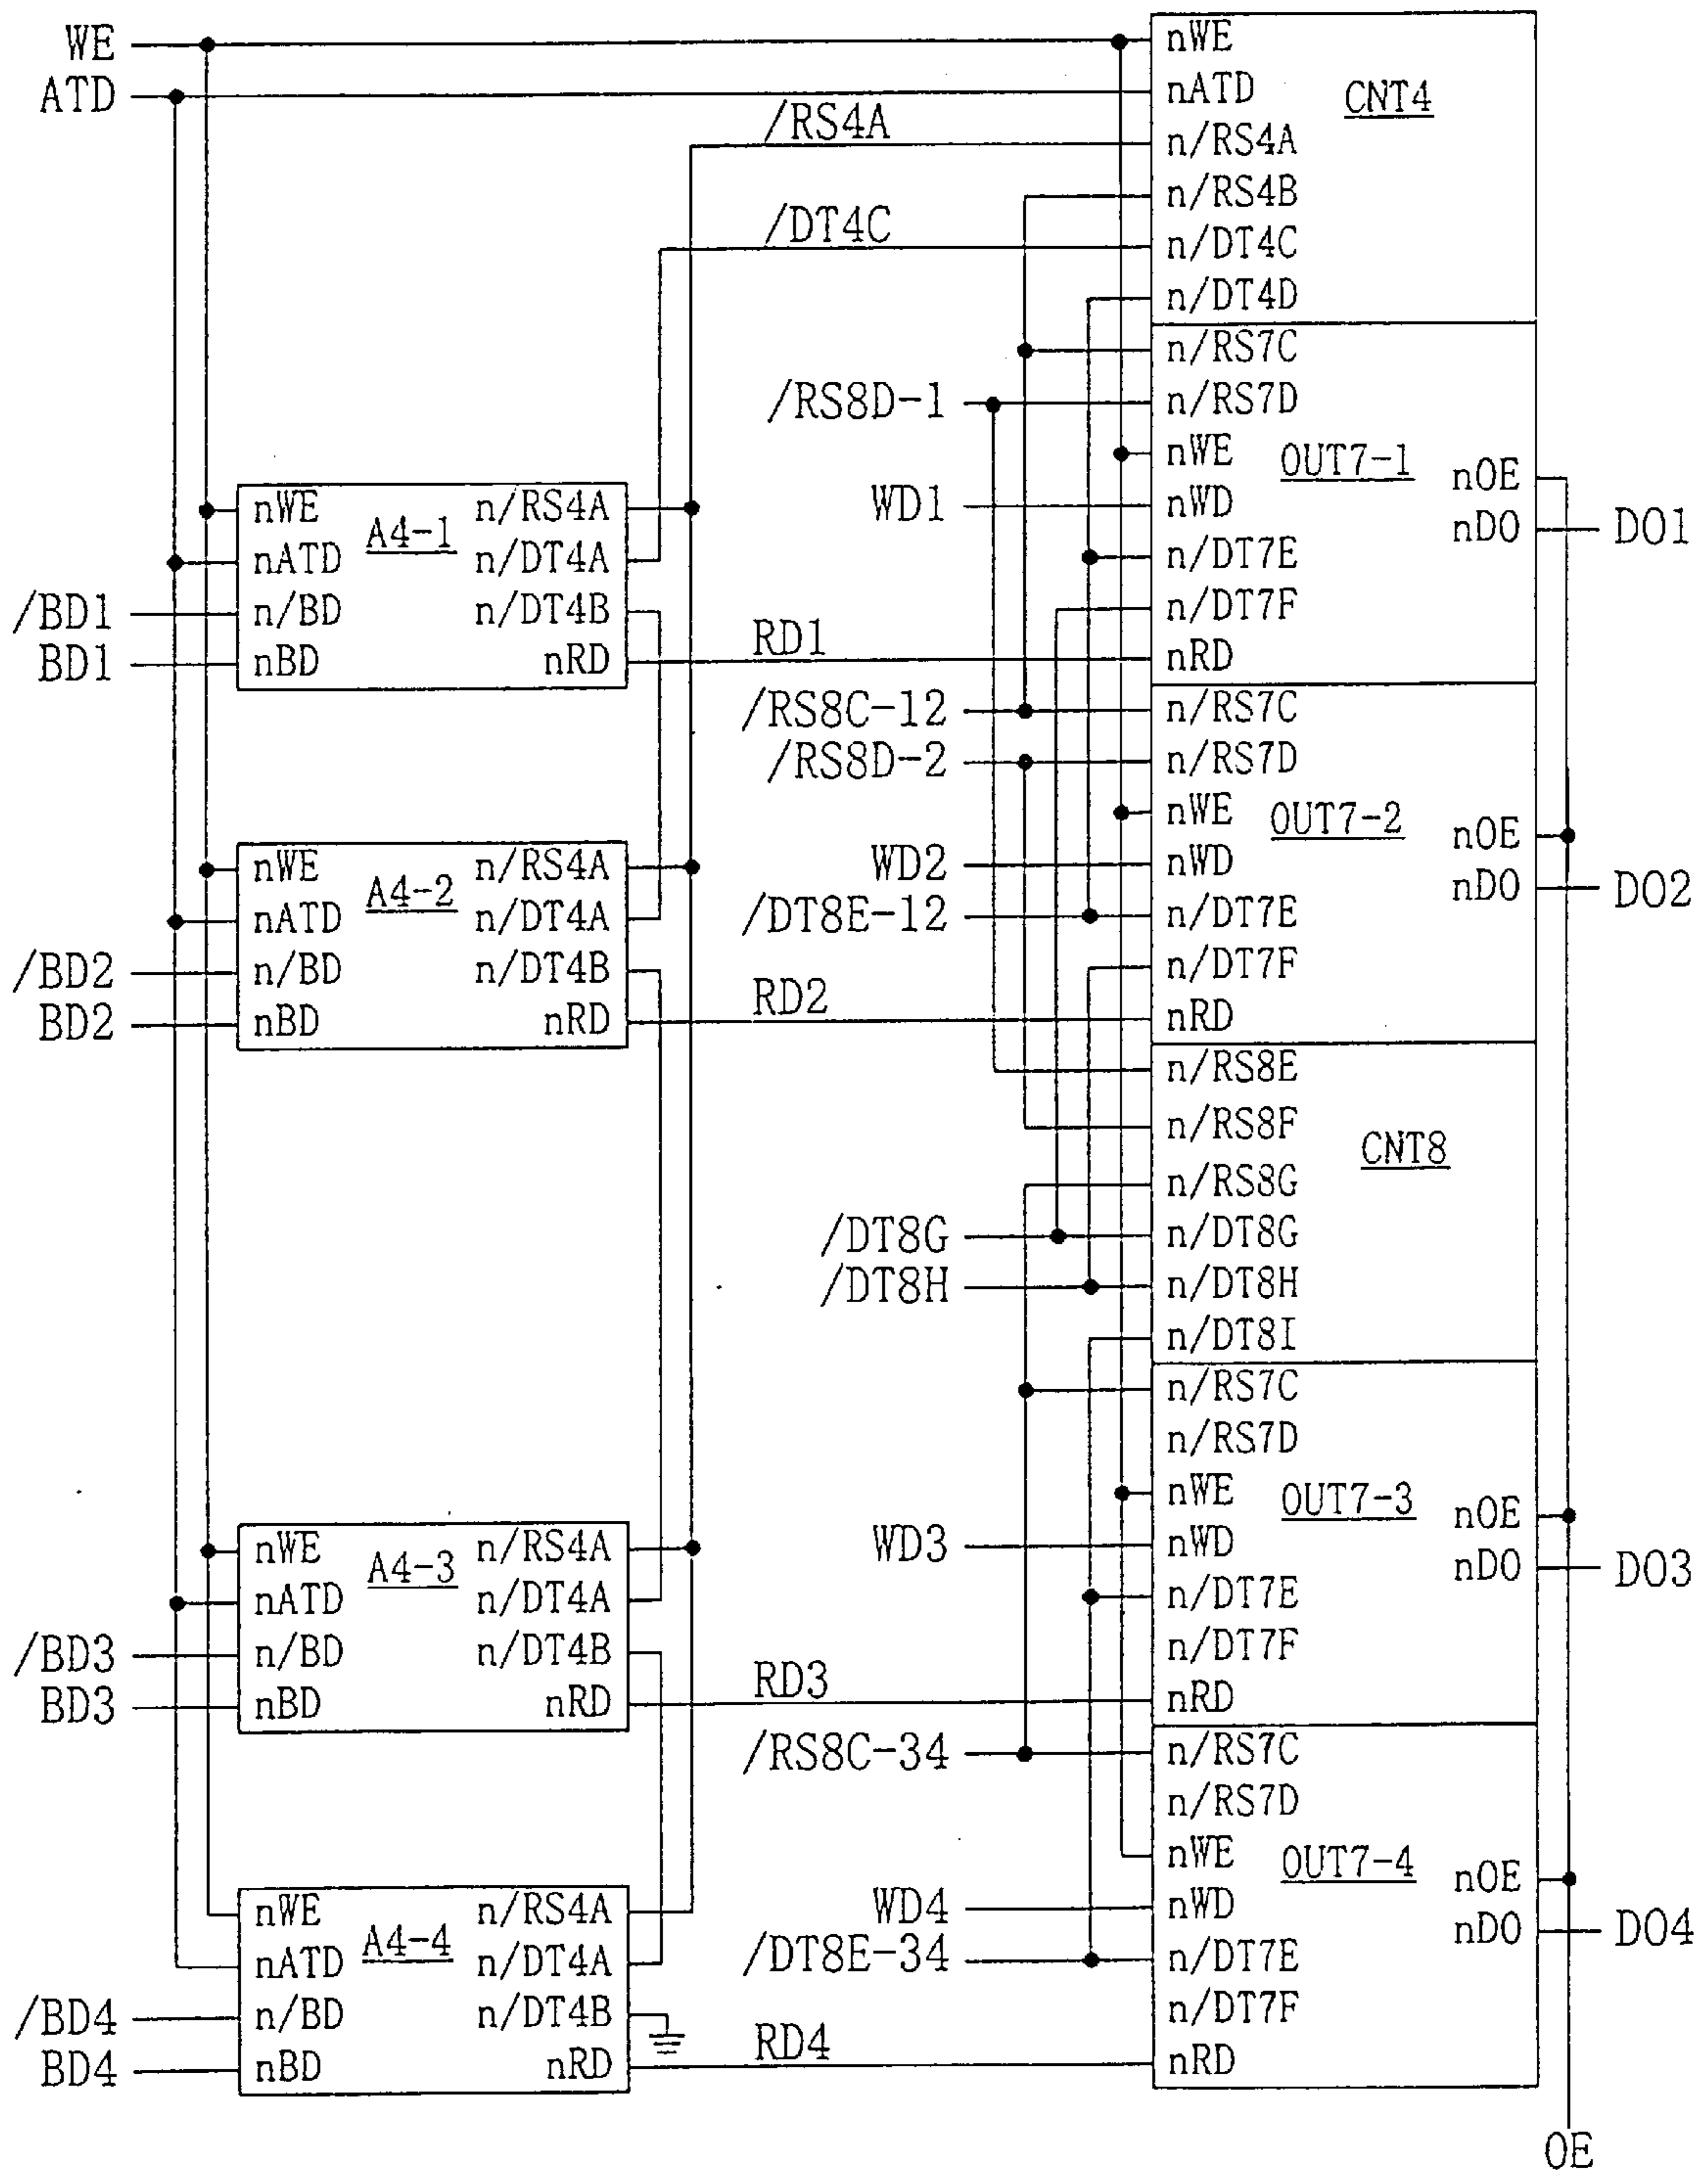 WE
ATD
/RS4A
/DT4C
nWE
nATD
CNT4
n/RS4A
n/RS4B
n/DT4C
n/DT4D
/RS8D-1
WD1
n/RS7C
n/RS7D
nWE
OUT7-1
nOE
nWD
nDO
DO1
n/DT7E
n/DT7F
nRD
/BD1
BD1
nWE
A4-1
n/RS4A
nATD
n/DT4A
n/BD
n/DT4B
nBD
nRD
RD1
/RS8C-12
/RS8D-2
WD2
/DT8E-12
n/RS7C
n/RS7D
nWE
OUT7-2
nOE
nWD
nDO
DO2
n/DT7E
n/DT7F
nRD
/BD2
BD2
nWE
A4-2
n/RS4A
nATD
n/DT4A
n/BD
n/DT4B
nBD
nRD
RD2
n/RS8E
n/RS8F
CNT8
n/RS8G
/DT8G
n/DT8G
/DT8H
n/DT8H
n/DT8I
n/RS7C
n/RS7D
nWE
OUT7-3
nOE
WD3
nWD
nDO
DO3
n/DT7E
n/DT7F
nRD
/BD3
BD3
nWE
A4-3
n/RS4A
nATD
n/DT4A
n/BD
n/DT4B
nBD
nRD
RD3
/RS8C-34
n/RS7C
n/RS7D
nWE
OUT7-4
nOE
WD4
nWD
nDO
DO4
/DT8E-34
n/DT7E
n/DT7F
nRD
/BD4
BD4
nWE
A4-4
n/RS4A
nATD
n/DT4A
n/BD
n/DT4B
nBD
nRD
RD4
OE